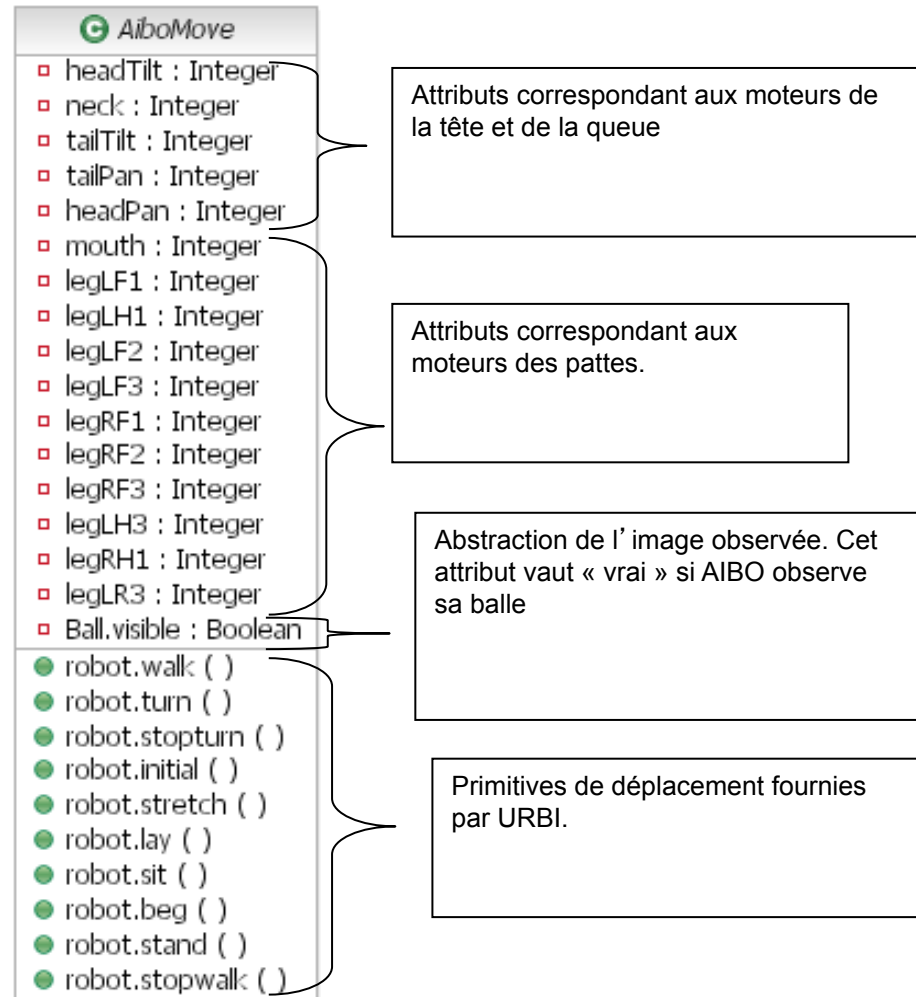 AiboMove
headTilt : Integer
neck : Integer
tailTilt : Integer
tailPan : Integer
headPan : Integer
mouth : Integer
legLF1 : Integer
legLH1 : Integer
legLF2 : Integer
legLF3 : Integer
legRF1 : Integer
legRF2 : Integer
legRF3 : Integer
legLH3 : Integer
legRH1 : Integer
legLR3 : Integer
Ball.visible : Boolean
robot.walk ( )
robot.turn ( )
robot.stopturn ( )
robot.initial ( )
robot.stretch ( )
robot.lay ( )
robot.sit ( )
robot.beg ( )
robot.stand ( )
robot.stopwalk ( )
Attributs correspondant aux moteurs de
la tête et de la queue
Attributs correspondant aux
moteurs des pattes.
Abstraction de l’image observée. Cet
attribut vaut « vrai » si AIBO observe
sa balle
Primitives de déplacement fournies
par URBI.